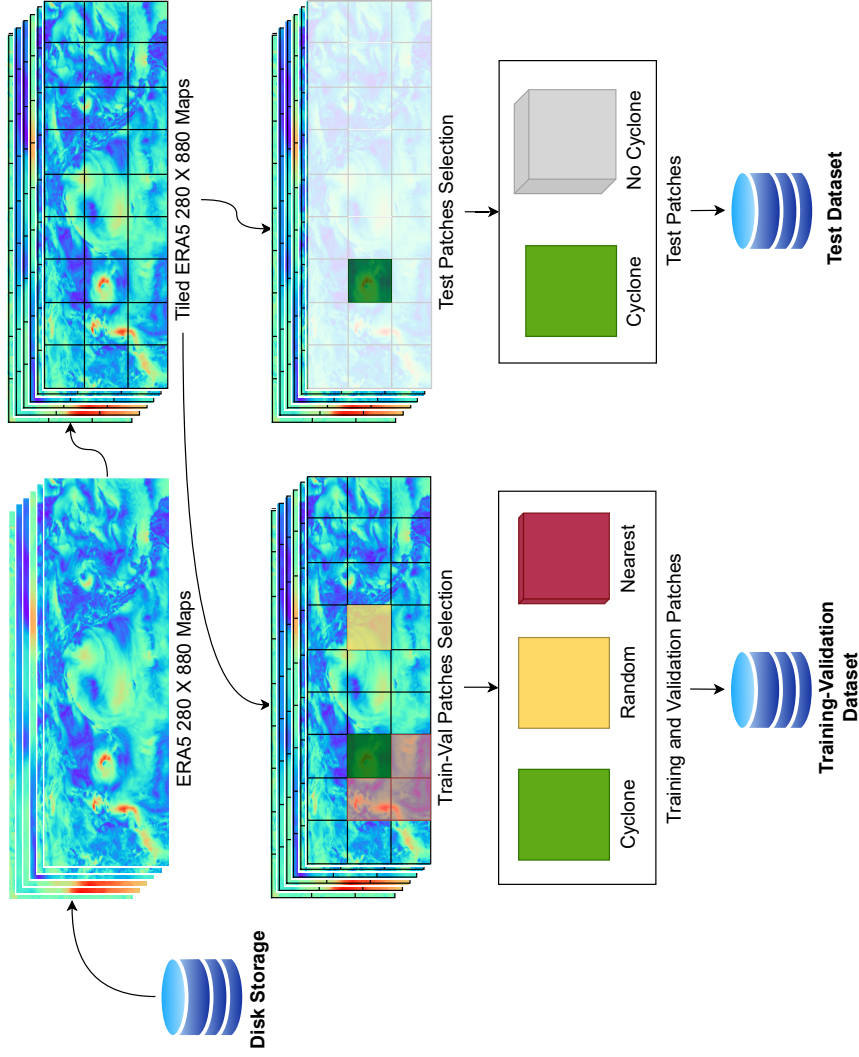 Disk Storage
ERA5 280 X 880 Maps
Tiled ERA5 280 X 880 Maps
Train-Val Patches Selection
Test Patches Selection
Cyclone
Random
Nearest
Training and Validation Patches
Cyclone
No Cyclone
Test Patches
Training-Validation
Dataset
Test Dataset